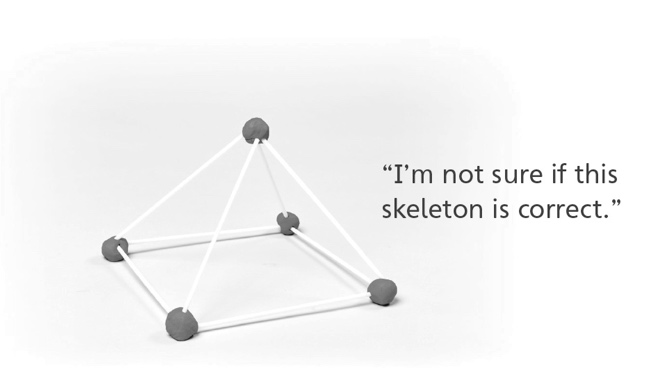 “I’m not sure if this
skeleton is correct.”